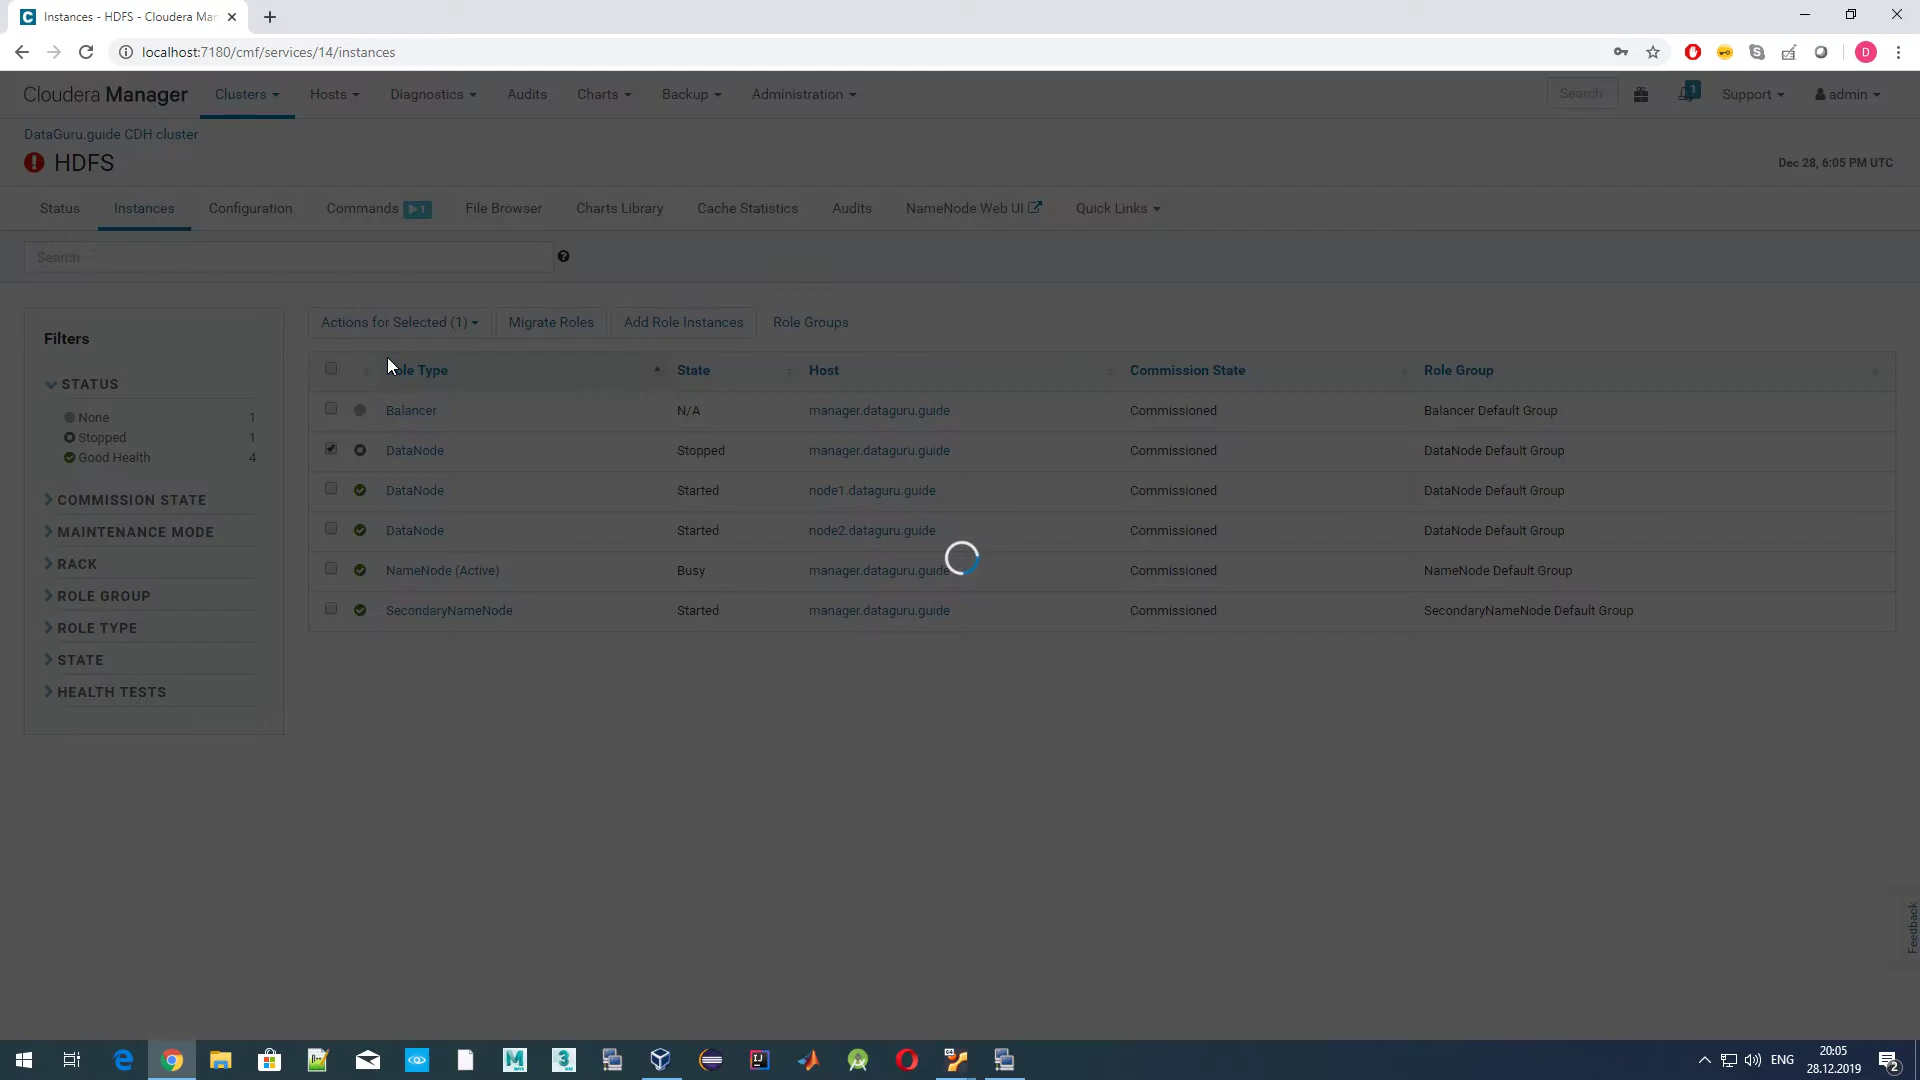 Instances - HDFS - Cloudera Mar
localhost:7180/cmf/services/14/instances
D
Cloudera Manager Clusters Hosts Diagnostics Audits Charts Backup Administration Search 1 Support admin
DataGuru.guide CDH cluster
HDFS
Dec 28, 6:05 PM UTC
Status Instances Configuration Commands 1 File Browser Charts Library Cache Statistics Audits NameNode Web UI Quick Links
Search
Actions for Selected (1) Migrate Roles Add Role Instances Role Groups
Filters
STATUS
None 1
Stopped 1
Good Health 4
COMMISSION STATE
MAINTENANCE MODE
RACK
ROLE GROUP
ROLE TYPE
STATE
HEALTH TESTS
Role Type State Host Commission State Role Group
Balancer N/A manager.dataguru.guide Commissioned Balancer Default Group
DataNode Stopped manager.dataguru.guide Commissioned DataNode Default Group
DataNode Started node1.dataguru.guide Commissioned DataNode Default Group
DataNode Started node2.dataguru.guide Commissioned DataNode Default Group
NameNode (Active) Busy manager.dataguru.guide Commissioned NameNode Default Group
SecondaryNameNode Started manager.dataguru.guide Commissioned SecondaryNameNode Default Group
Feedback
ENG
20:05
28.12.2019
2